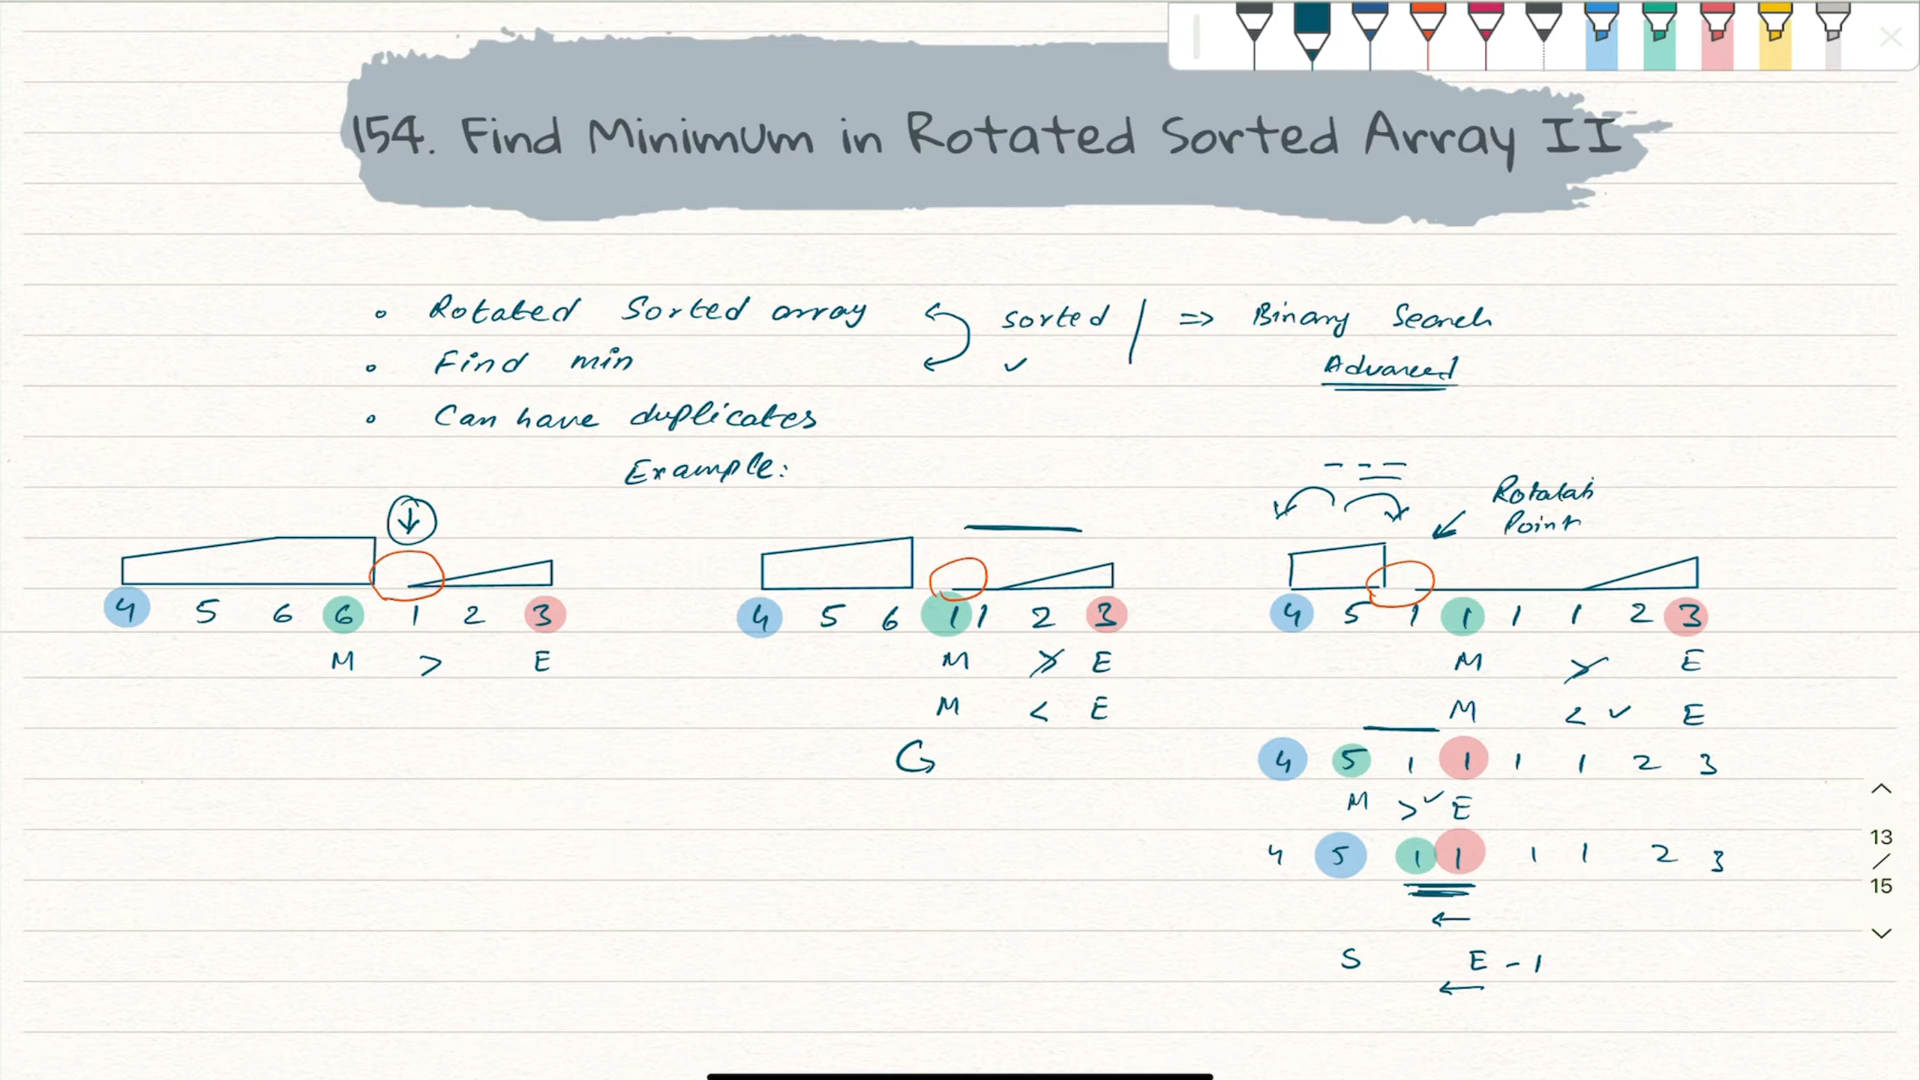 154. Find Minimum in Rotated Sorted Array II
• Rotated Sorted array sorted => Binary Search
• Find min ✓ Advanced
• Can have duplicates
Example:
Point
4 5 6 6 1 2 3
M > E
4 5 6 1 1 2 3
M > E
M < E
4 5 1 1 1 1 2 3
M > E
M < ✓ E
4 5 1 1 1 1 2 3
M > ✓ E
4 5 1 1 1 1 2 3
S E - 1
13
/
15